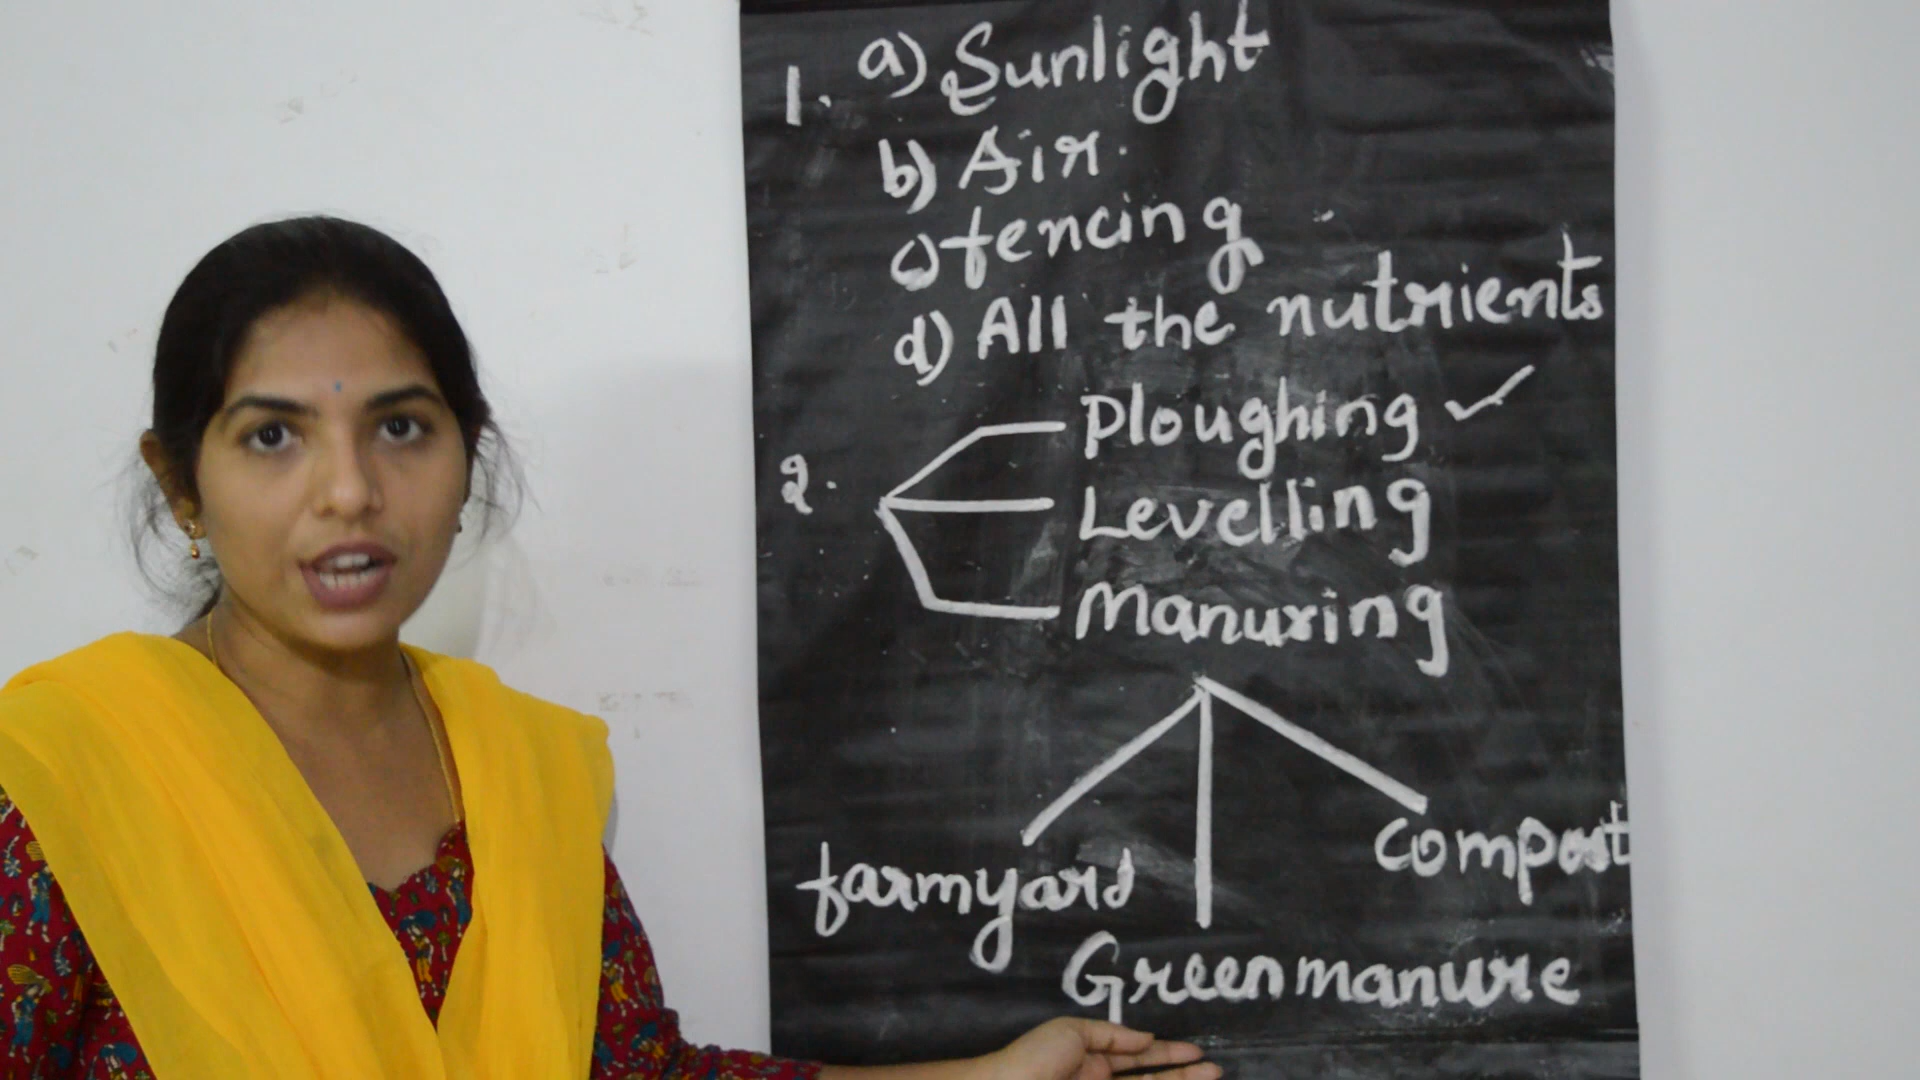 1. a) Sunlight
b) Air.
c) fencing
d) All the nutrients
Ploughing ✓
2. Levelling
Manuring
farmyard
compost
Greenmanure